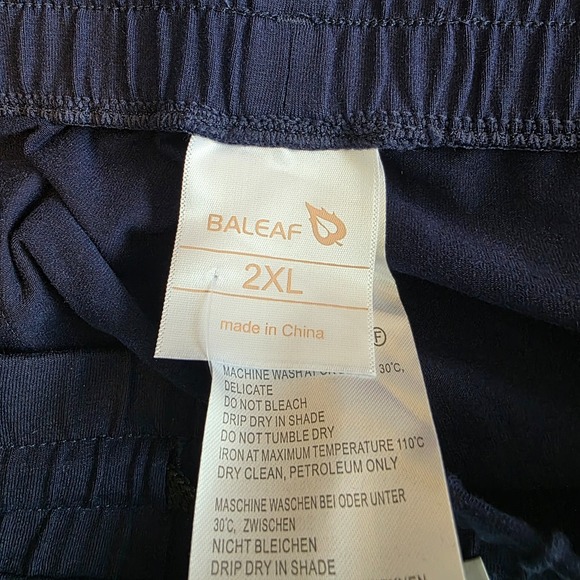 BALEAF
2XL
made in China
F
MACHINE WASH AT OR 30°C,
DELICATE
DO NOT BLEACH
DRIP DRY IN SHADE
DO NOT TUMBLE DRY
IRON AT MAXIMUM TEMPERATURE 110°C
DRY CLEAN, PETROLEUM ONLY
MASCHINE WASCHEN BEI ODER UNTER
30°C, ZWISCHEN
NICHT BLEICHEN
DRIP DRY IN SHADE